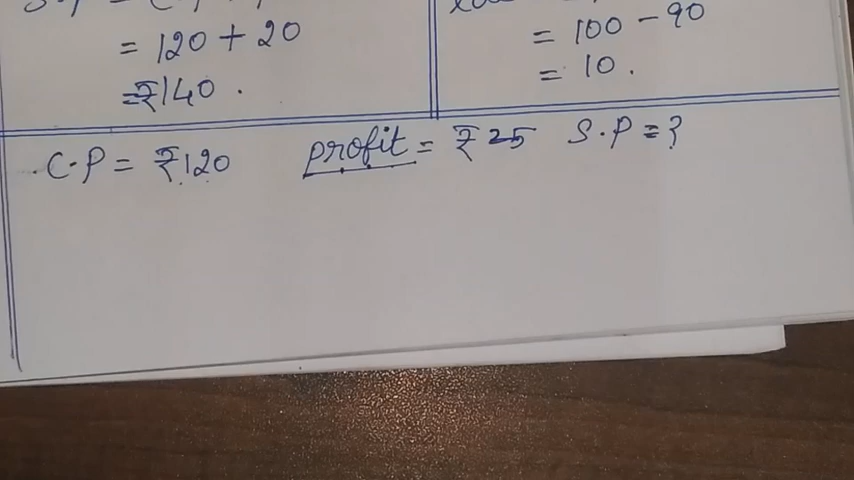 = 120 + 20
= ₹140.
= 100 - 90
= 10.
C.P = ₹120 profit = ₹25 S.P = ?